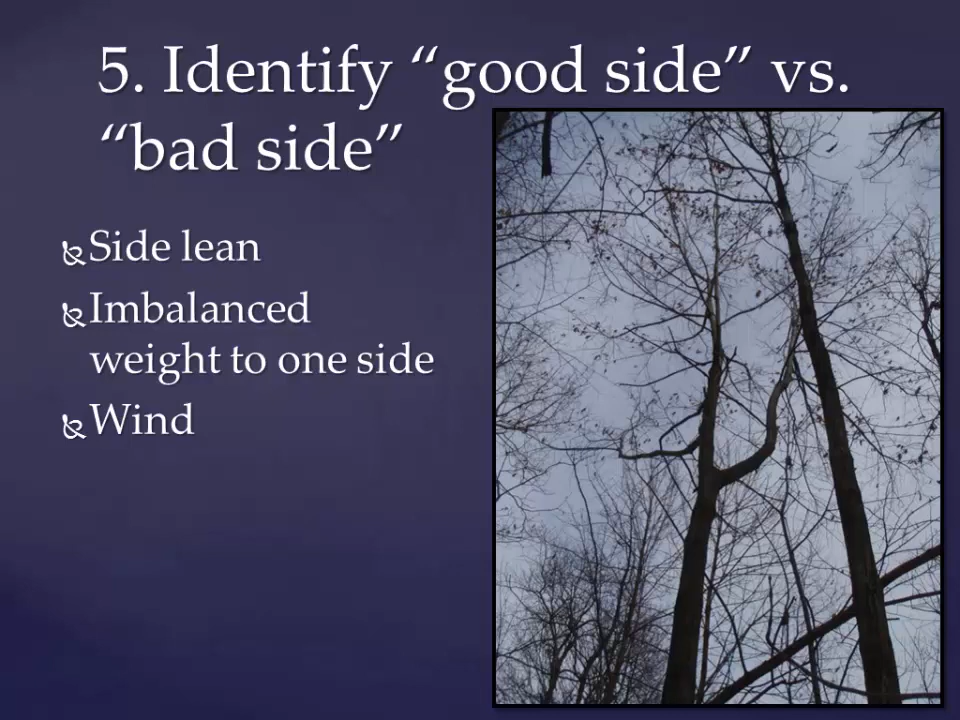 5. Identify “good side” vs.
“bad side”
Side lean
Imbalanced
weight to one side
Wind